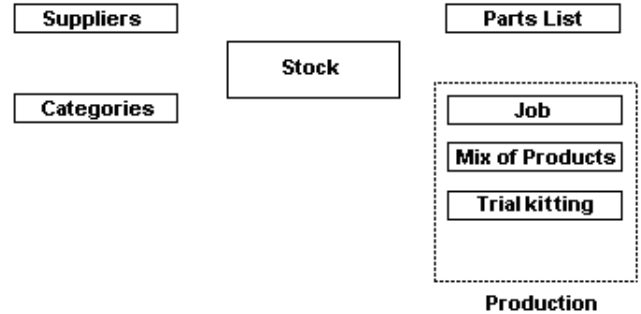 Suppliers
Parts List
Stock
Categories
Job
Mix of Products
Trial kitting
Production